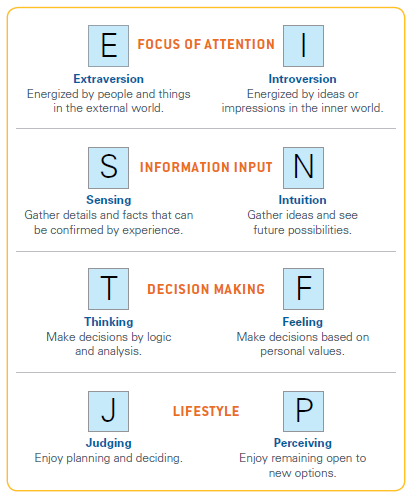 E FOCUS OF ATTENTION I
Extraversion
Energized by people and things
in the external world.
Introversion
Energized by ideas or
impressions in the inner world.
S INFORMATION INPUT N
Sensing
Gather details and facts that can
be confirmed by experience.
Intuition
Gather ideas and see
future possibilities.
T DECISION MAKING F
Thinking
Make decisions by logic
and analysis.
Feeling
Make decisions based on
personal values.
J LIFESTYLE P
Judging
Enjoy planning and deciding.
Perceiving
Enjoy remaining open to
new options.